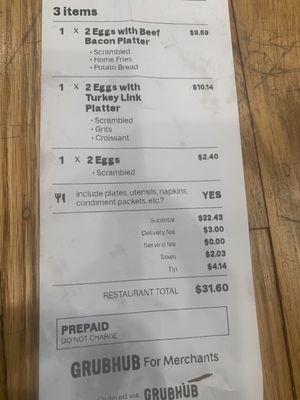 3 items
1 X 2 Eggs with Beef $9.89
Bacon Platter
• Scrambled
• Home Fries
• Potato Bread
1 X 2 Eggs with $10.14
Turkey Link
Platter
• Scrambled
• Grits
• Croissant
1 X 2 Eggs $2.40
• Scrambled
include plates, utensils, napkins, YES
condiment packets, etc.?
Subtotal $22.43
Delivery fee $3.00
Service fee $0.00
Taxes $2.03
Tip $4.14
RESTAURANT TOTAL $31.60
PREPAID
DO NOT CHARGE
GRUBHUB For Merchants
Ordered via GRUBHUB